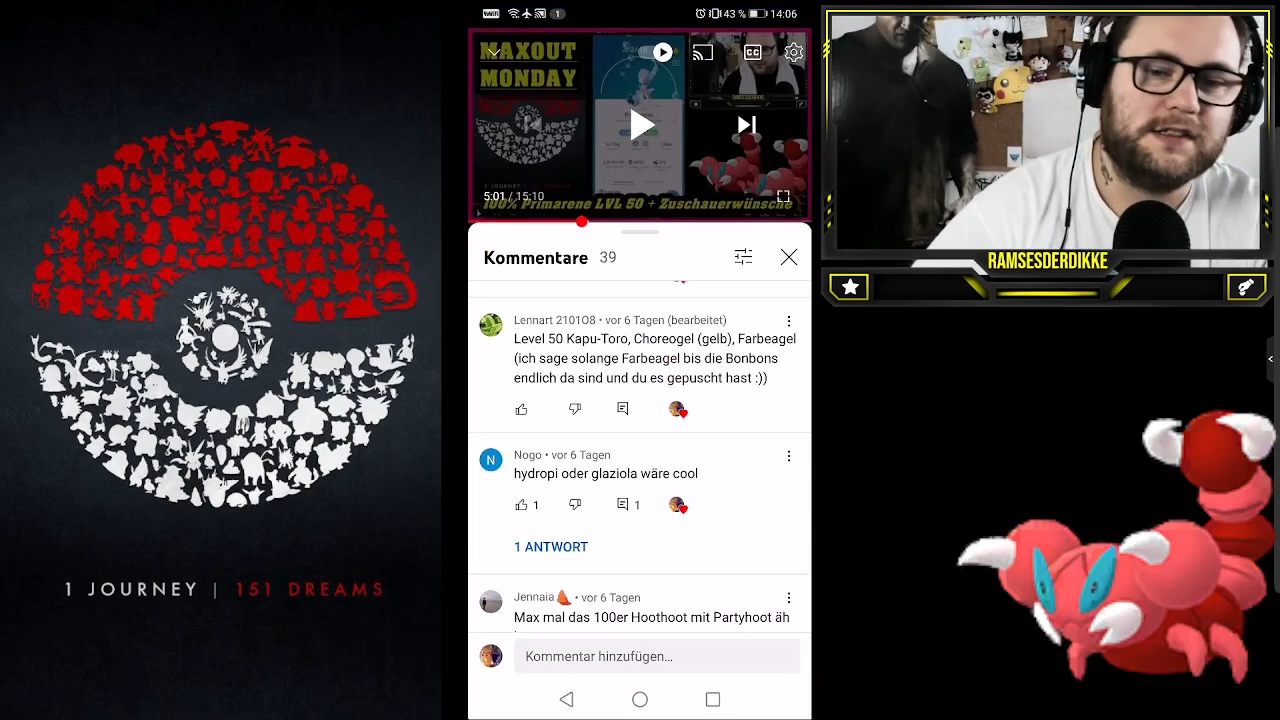 1 JOURNEY | 151 DREAMS
VoWiFi
1
43 %
14:06
MAXOUT
MONDAY
CC
5:01 / 15:10
100% Primarene LVL 50 + Zuschauerwünsche
Kommentare 39
Lennart 210108 • vor 6 Tagen (bearbeitet)
Level 50 Kapu-Toro, Choreogel (gelb), Farbeagel
(ich sage solange Farbeagel bis die Bonbons
endlich da sind und du es gepuscht hast :))
N
Nogo • vor 6 Tagen
hydropi oder glaziola wäre cool
1
1
1 ANTWORT
Jennaia • vor 6 Tagen
Max mal das 100er Hoothoot mit Partyhoot äh
Kommentar hinzufügen...
RAMSESDERDIKKE